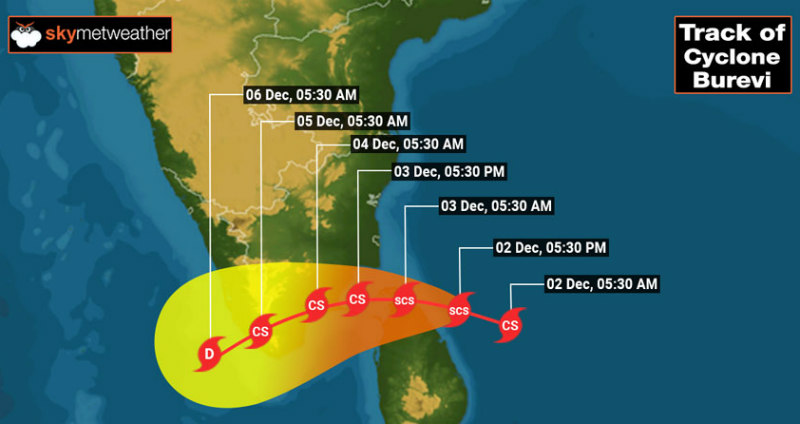 skymetweather
Track of
Cyclone
Burevi
06 Dec, 05:30 AM
05 Dec, 05:30 AM
04 Dec, 05:30 AM
03 Dec, 05:30 PM
03 Dec, 05:30 AM
02 Dec, 05:30 PM
02 Dec, 05:30 AM
D
CS
CS
CS
SCS
SCS
CS